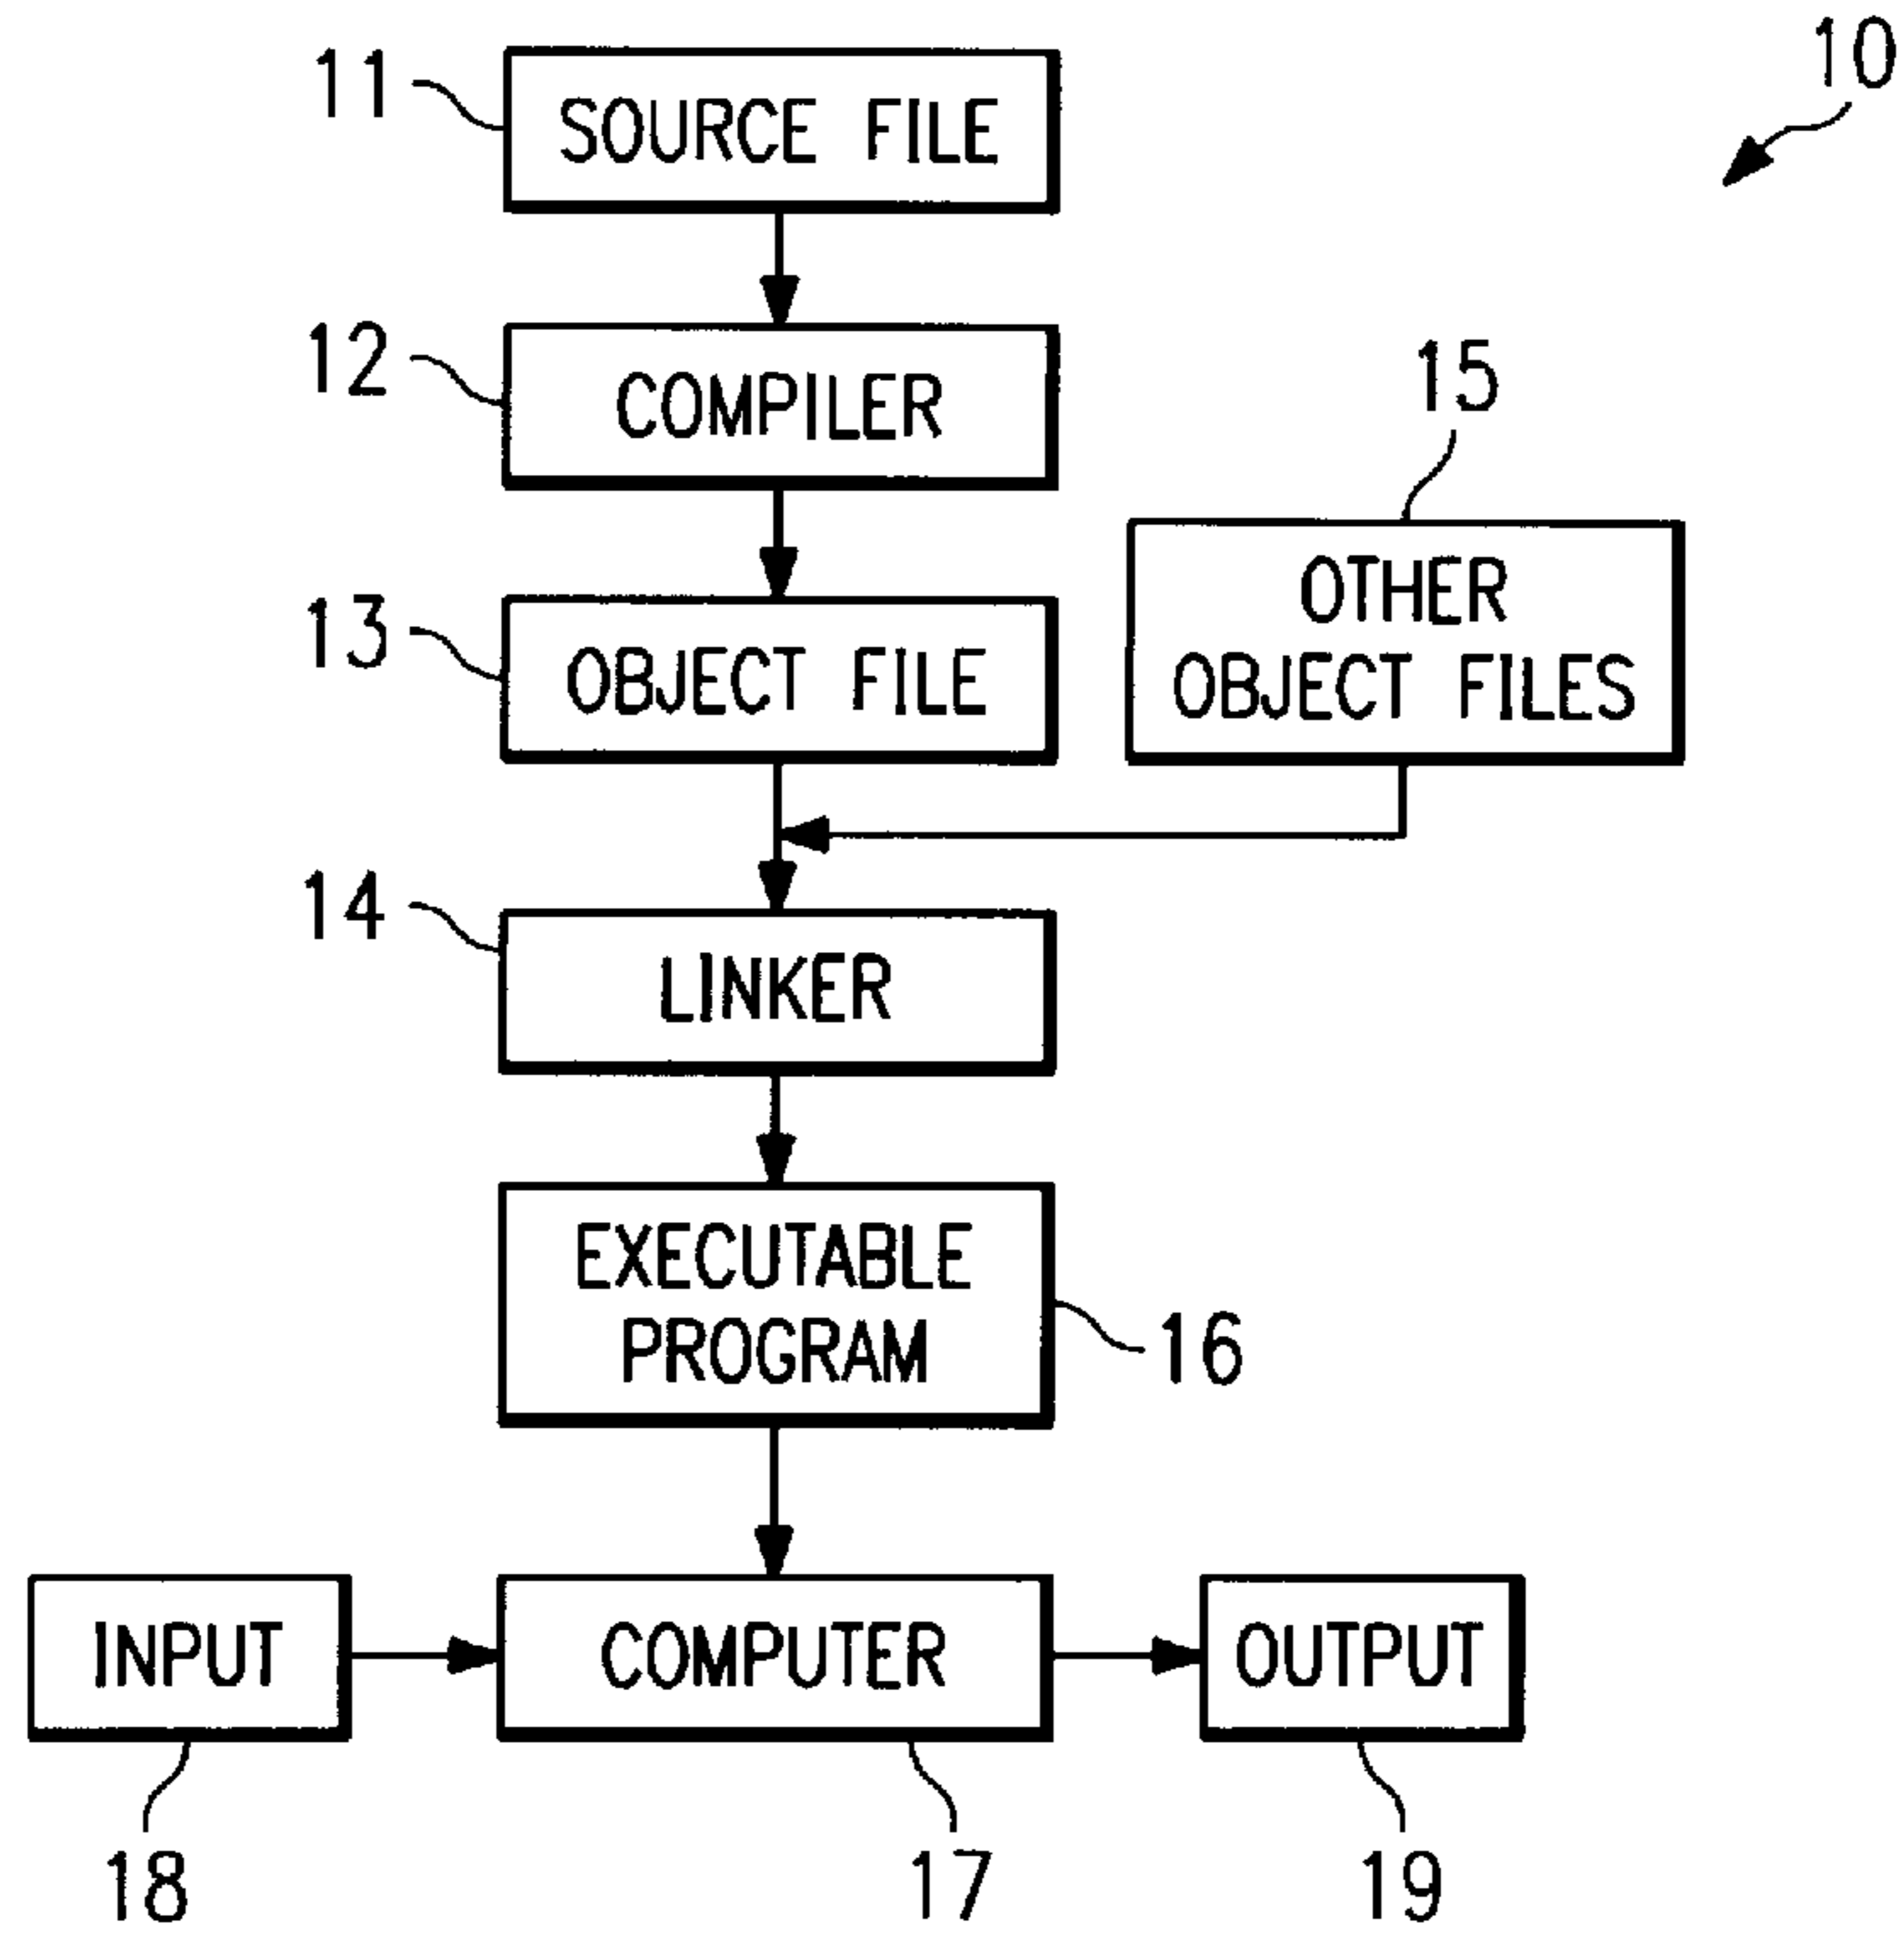 10
11
SOURCE FILE
12
COMPILER
15
13
OBJECT FILE
OTHER
OBJECT FILES
14
LINKER
EXECUTABLE
PROGRAM
16
INPUT
COMPUTER
OUTPUT
18
17
19